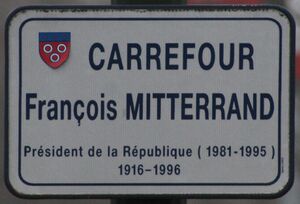 CARREFOUR
François MITTERRAND
Président de la République ( 1981-1995 )
1916-1996